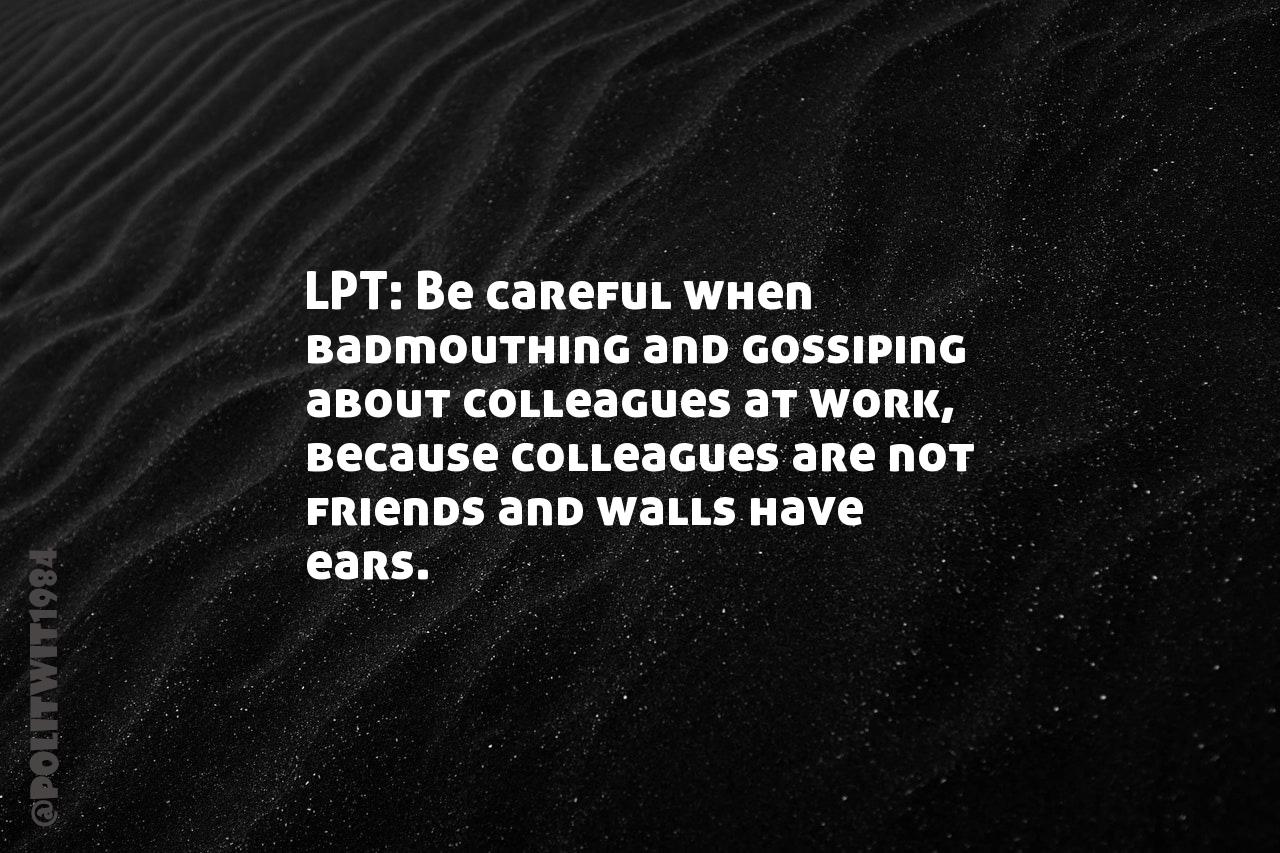 LPT: Be careful when
badmouthing and gossiping
about colleagues at work,
because colleagues are not
friends and walls have
ears.
@POLITWIT1984